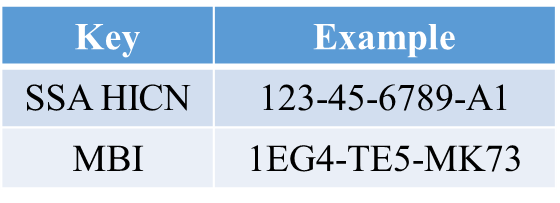 Key Example
SSA HICN 123-45-6789-A1
MBI 1EG4-TE5-MK73